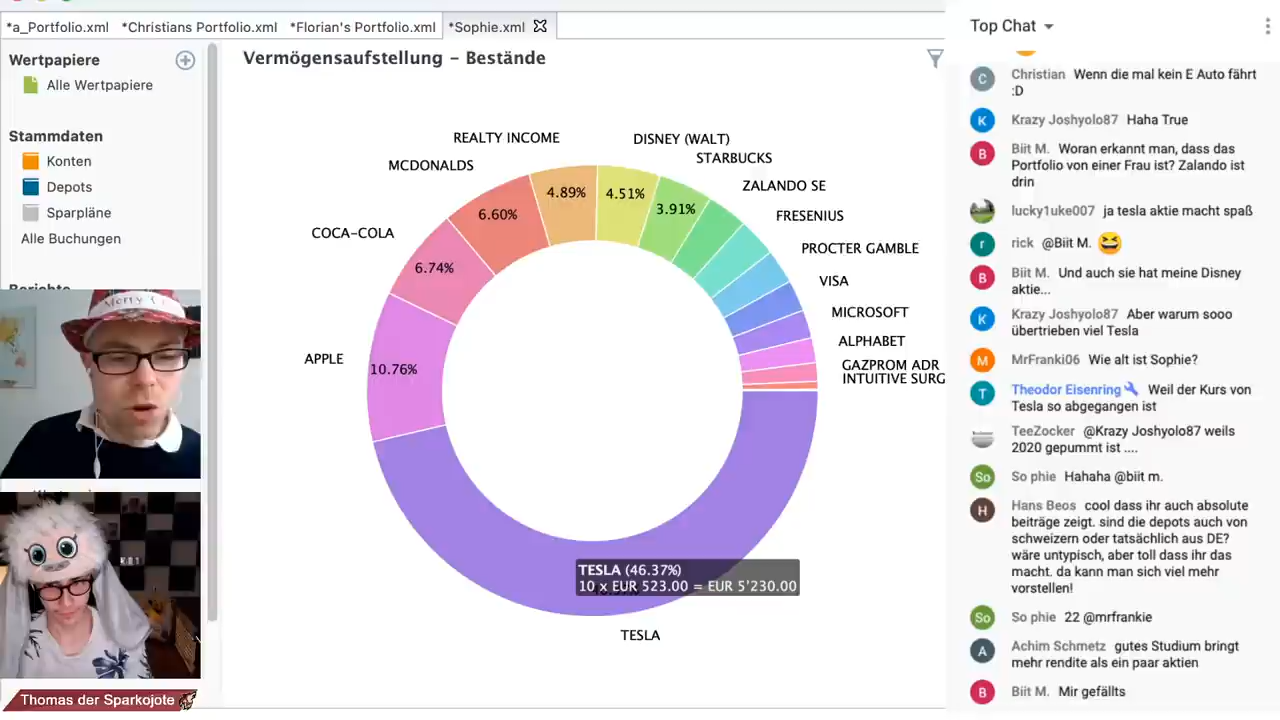 *a_Portfolio.xml *Christians Portfolio.xml *Florian's Portfolio.xml *Sophie.xml
Wertpapiere
Alle Wertpapiere
Stammdaten
Konten
Depots
Sparpläne
Alle Buchungen
Berichte
Vermögensaufstellung – Bestände
REALTY INCOME
DISNEY (WALT)
MCDONALDS
STARBUCKS
ZALANDO SE
COCA-COLA
FRESENIUS
PROCTER GAMBLE
VISA
MICROSOFT
ALPHABET
APPLE
GAZPROM ADR
INTUITIVE SURG
4.89%
4.51%
3.91%
6.60%
6.74%
10.76%
TESLA (46.37%)
10 x EUR 523.00 = EUR 5'230.00
TESLA
Merry
Thomas der Sparkojote
Top Chat
C
Christian Wenn die mal kein E Auto fährt
:D
K
Krazy Joshyolo87 Haha True
B
Biit M. Woran erkannt man, dass das
Portfolio von einer Frau ist? Zalando ist
drin
lucky1uke007 ja tesla aktie macht spaß
r
rick @Biit M. 😆
B
Biit M. Und auch sie hat meine Disney
aktie...
K
Krazy Joshyolo87 Aber warum sooo
übertrieben viel Tesla
M
MrFranki06 Wie alt ist Sophie?
T
Theodor Eisenring Weil der Kurs von
Tesla so abgegangen ist
TeeZocker @Krazy Joshyolo87 weils
2020 gepummt ist ....
So
So phie Hahaha @biit m.
H
Hans Beos cool dass ihr auch absolute
beiträge zeigt. sind die depots auch von
schweizern oder tatsächlich aus DE?
wäre untypisch, aber toll dass ihr das
macht. da kann man sich viel mehr
vorstellen!
So
So phie 22 @mrfrankie
A
Achim Schmetz gutes Studium bringt
mehr rendite als ein paar aktien
B
Biit M. Mir gefällts